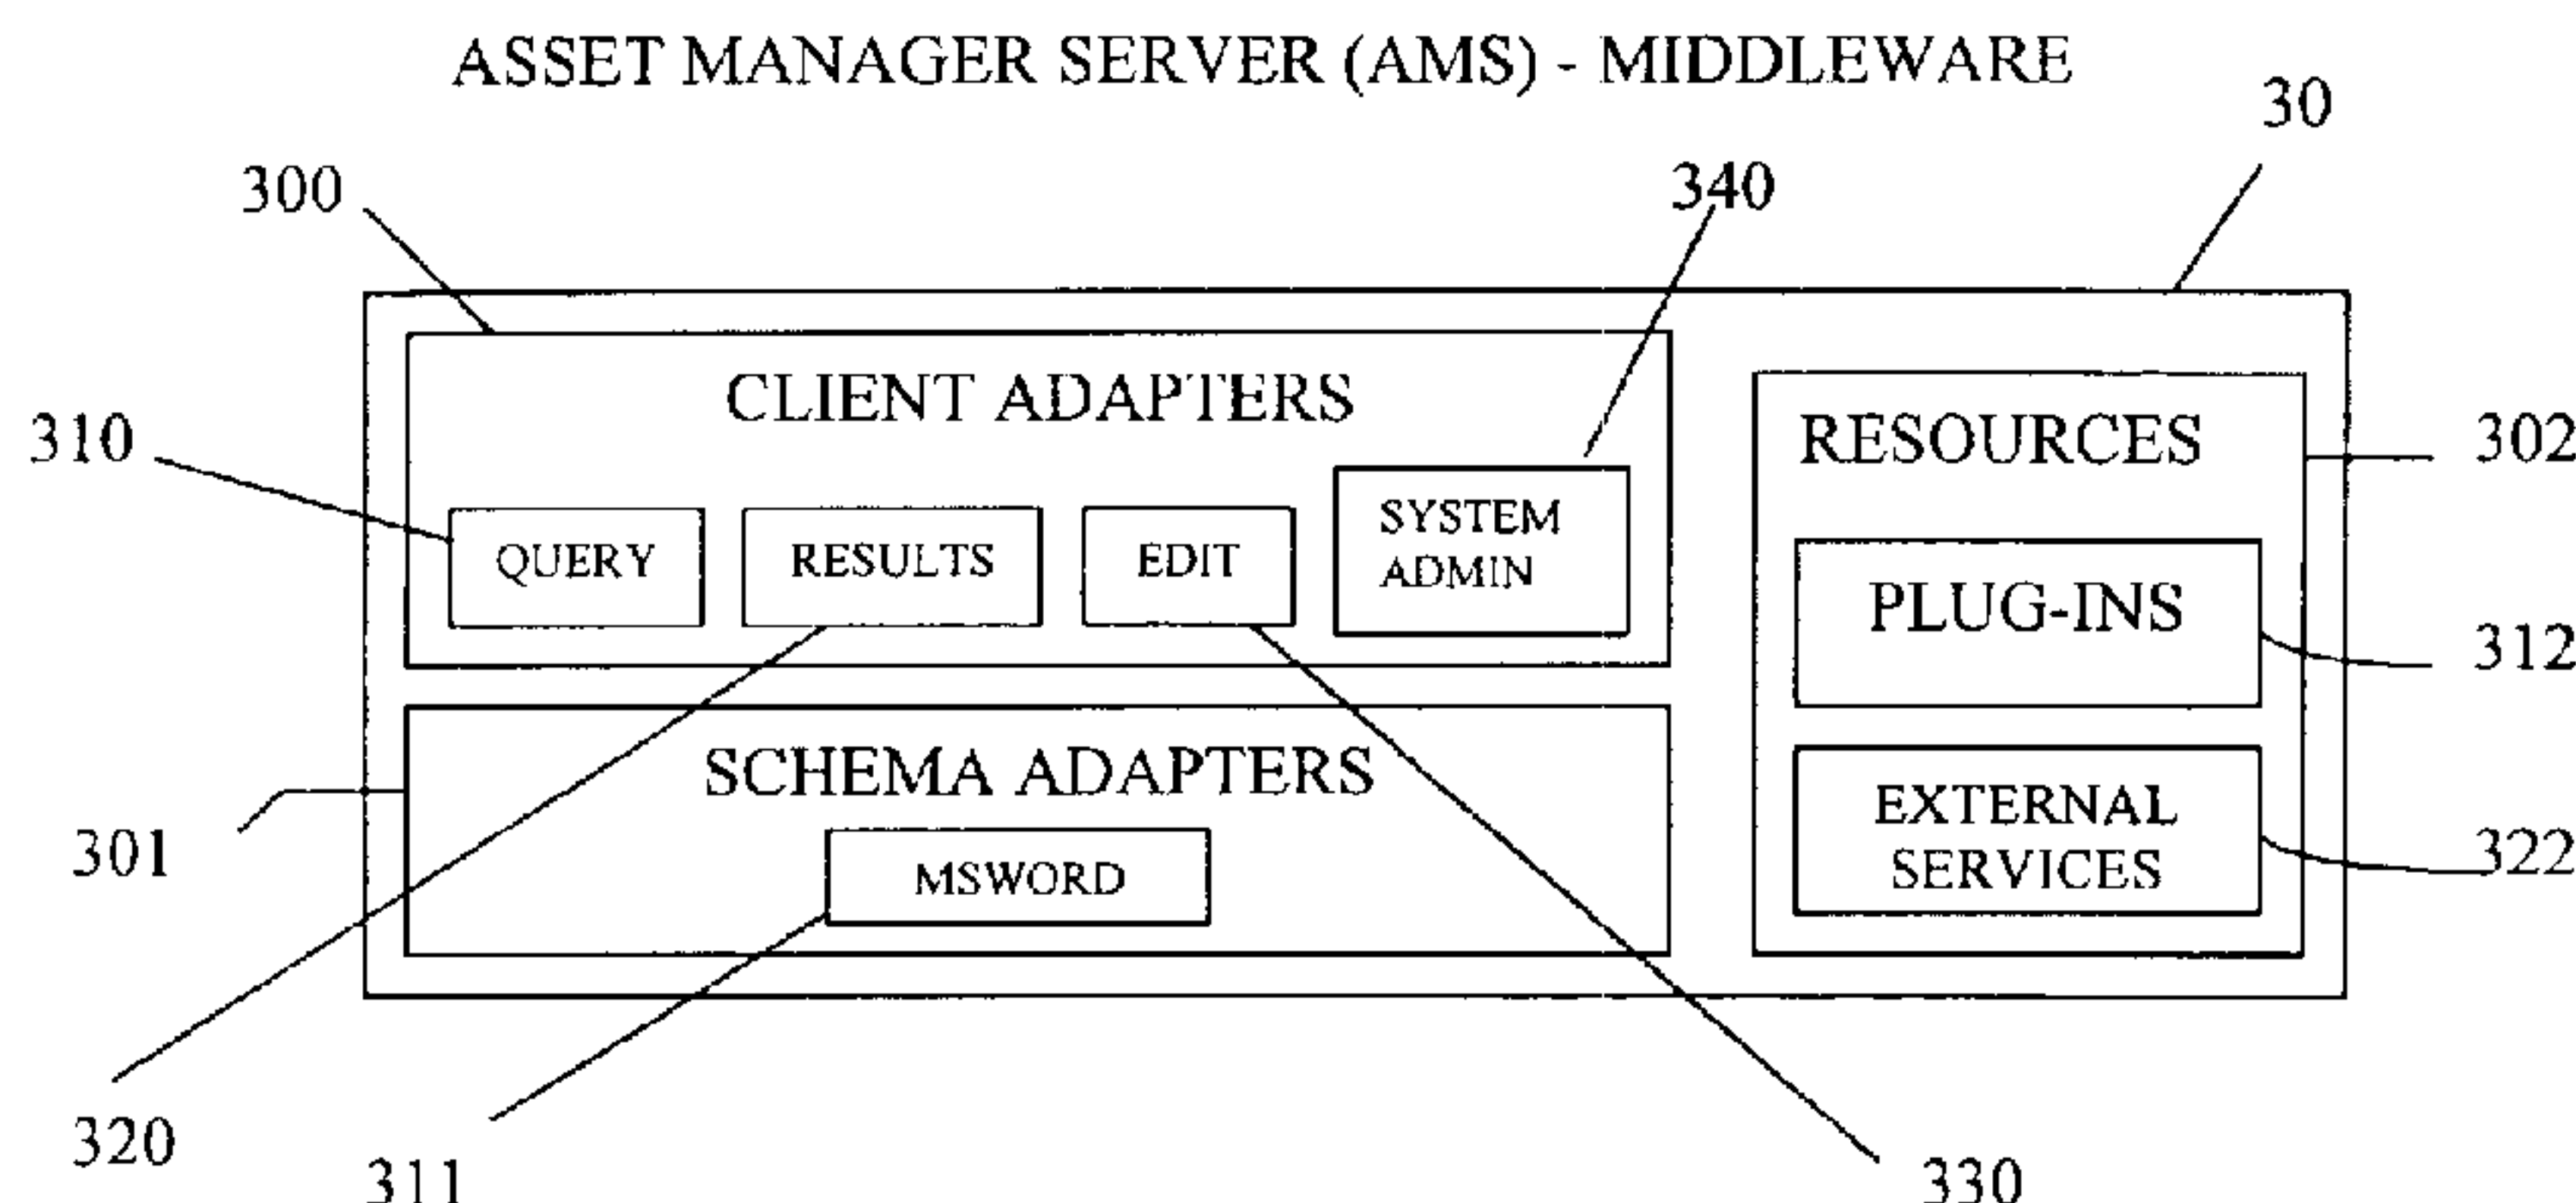 ASSET MANAGER SERVER (AMS) - MIDDLEWARE
30
300
340
CLIENT ADAPTERS
310
QUERY
RESULTS
EDIT
SYSTEM
ADMIN
RESOURCES
302
PLUG-INS
312
SCHEMA ADAPTERS
301
MSWORD
EXTERNAL
SERVICES
322
320
311
330